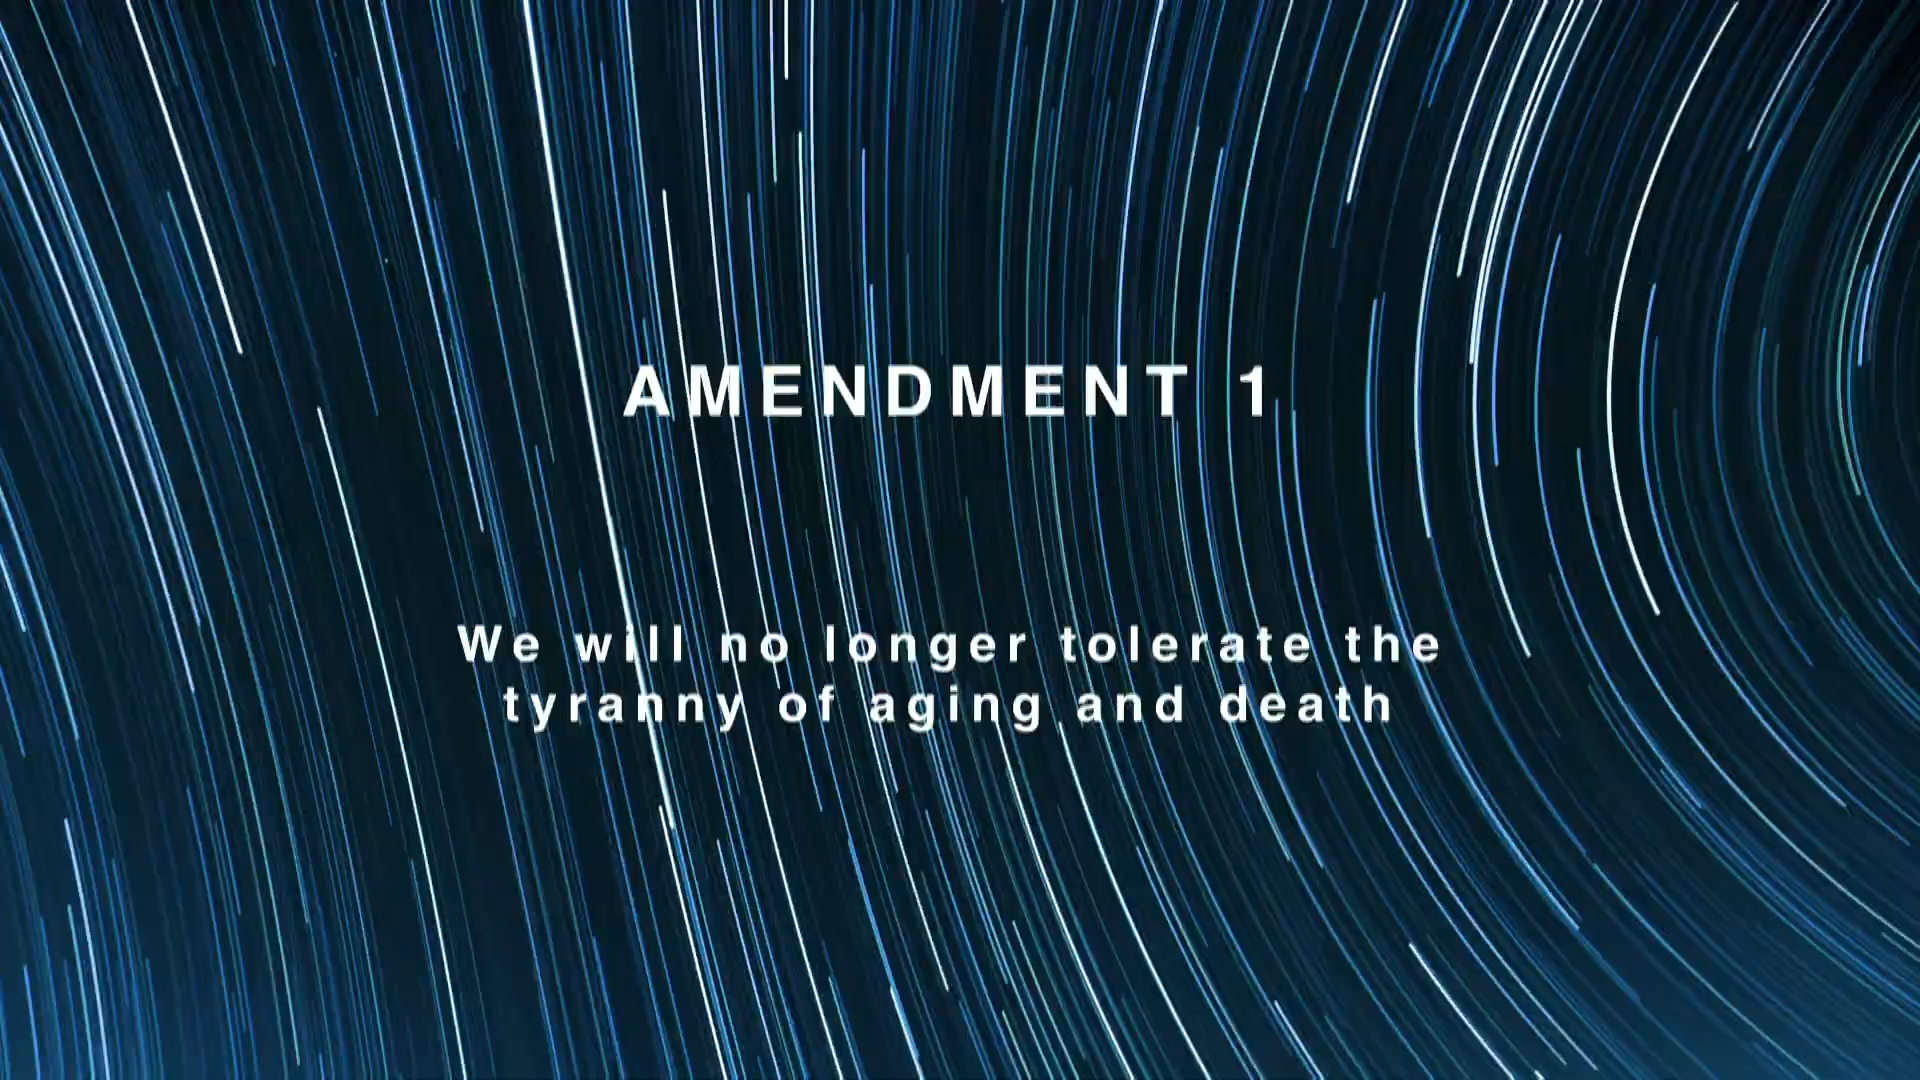 AMENDMENT 1
We will no longer tolerate the
tyranny of aging and death